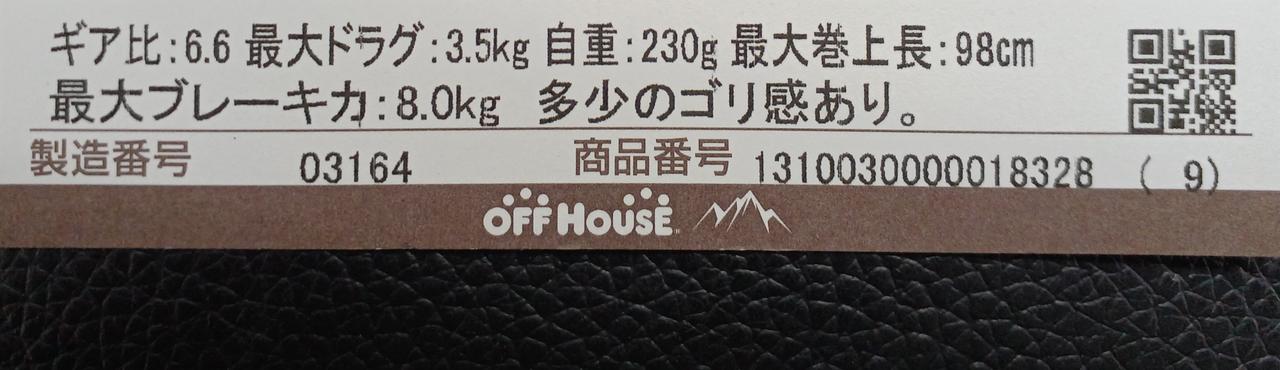 ギア比:6.6 最大ドラグ:3.5kg 自重:230g 最大巻上長:98cm
最大ブレーキ力:8.0kg 多少のゴリ感あり。
製造番号 03164 商品番号 1310030000018328 ( 9)
OFF HOUSE